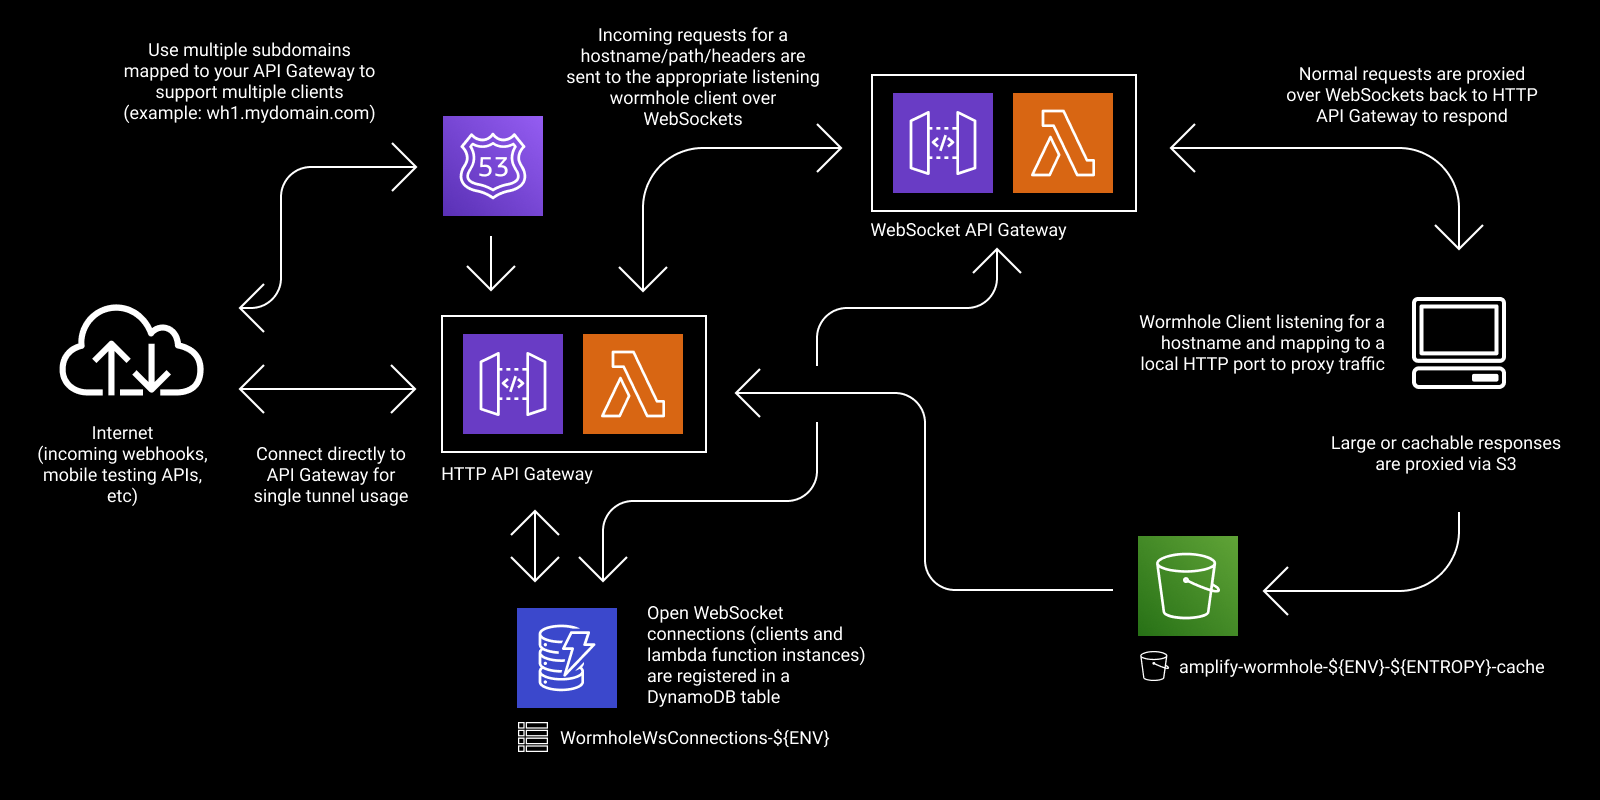 Use multiple subdomains
mapped to your API Gateway to
support multiple clients
(example: wh1.mydomain.com)
Incoming requests for a
hostname/path/headers are
sent to the appropriate listening
wormhole client over
WebSockets
Normal requests are proxied
over WebSockets back to HTTP
API Gateway to respond
53
</>
WebSocket API Gateway
Wormhole Client listening for a
hostname and mapping to a
local HTTP port to proxy traffic
</>
HTTP API Gateway
Internet
(incoming webhooks,
mobile testing APIs,
etc)
Connect directly to
API Gateway for
single tunnel usage
Large or cachable responses
are proxied via S3
Open WebSocket
connections (clients and
lambda function instances)
are registered in a
DynamoDB table
WormholeWsConnections-${ENV}
amplify-wormhole-${ENV}-${ENTROPY}-cache